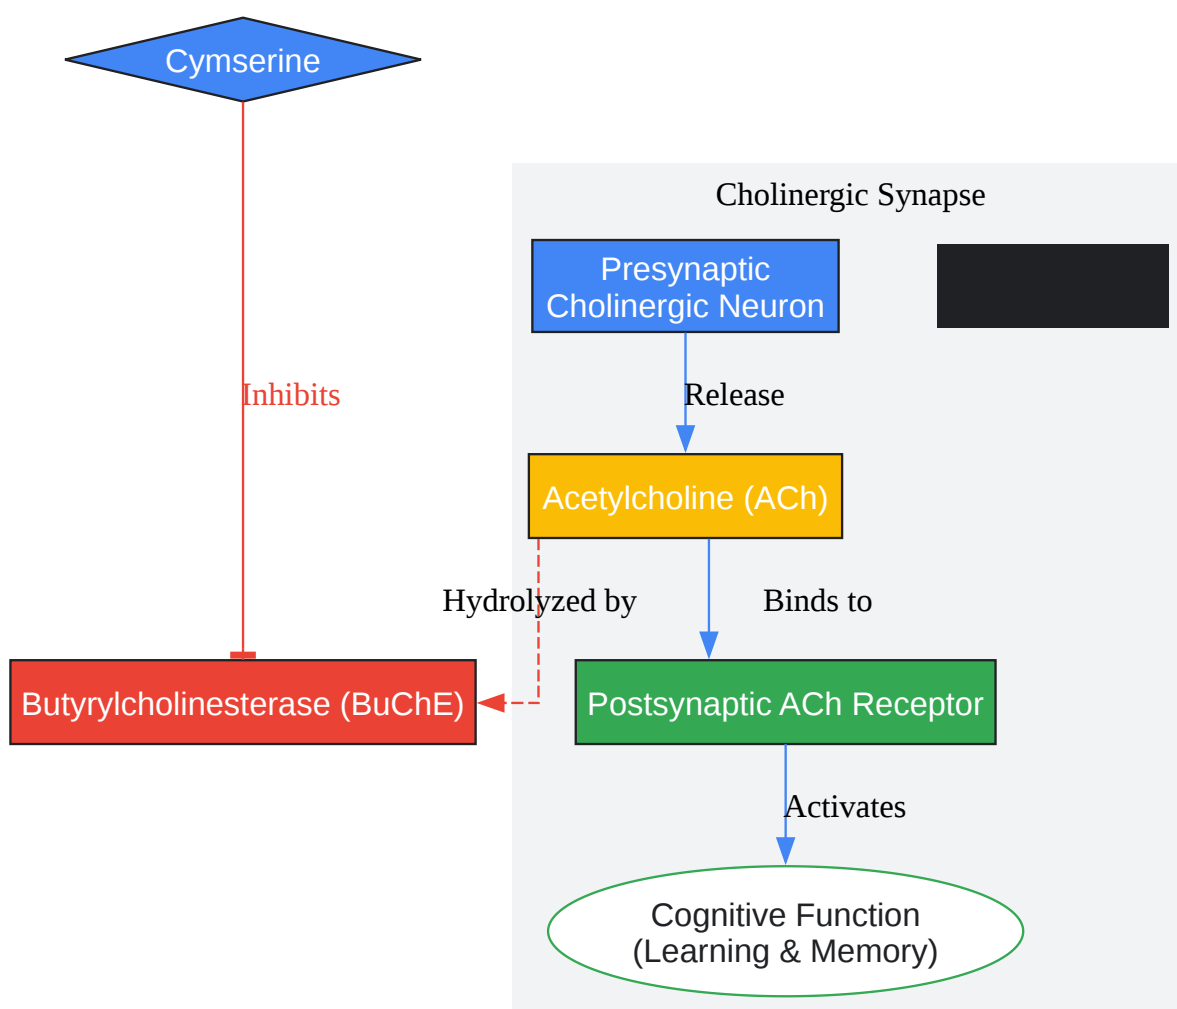 Cymserine
Cholinergic Synapse
Presynaptic
Cholinergic Neuron
Inhibits
Release
Acetylcholine (ACh)
Hydrolyzed by
Binds to
Butyrylcholinesterase (BuChE)
Postsynaptic ACh Receptor
Activates
Cognitive Function
(Learning & Memory)